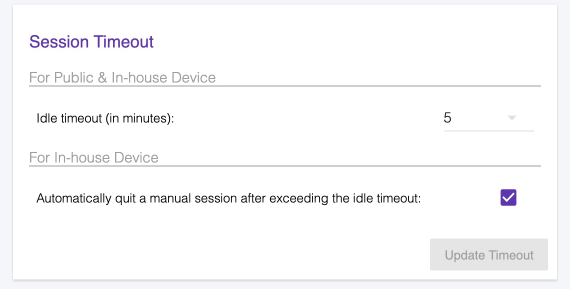 Session Timeout
For Public & In-house Device
Idle timeout (in minutes): 5
For In-house Device
Automatically quit a manual session after exceeding the idle timeout:
Update Timeout